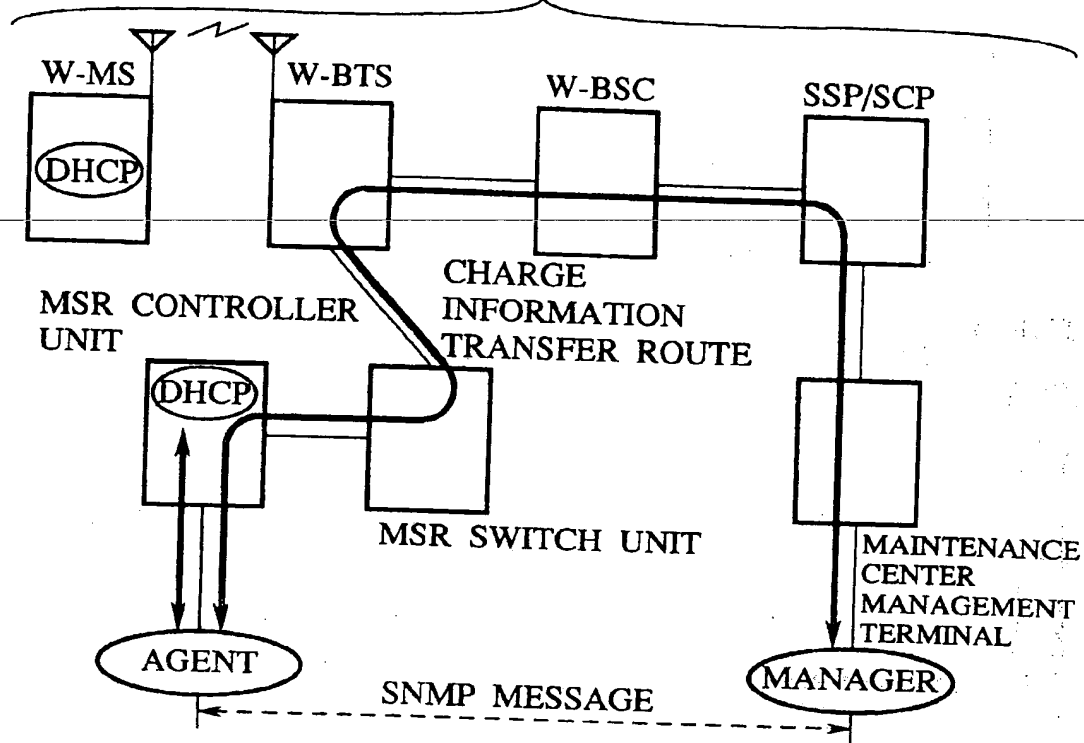 W-MS
W-BTS
W-BSC
SSP/SCP
DHCP
CHARGE
INFORMATION
TRANSFER ROUTE
MSR CONTROLLER
UNIT
DHCP
MSR SWITCH UNIT
MAINTENANCE
CENTER
MANAGEMENT
TERMINAL
AGENT
MANAGER
SNMP MESSAGE